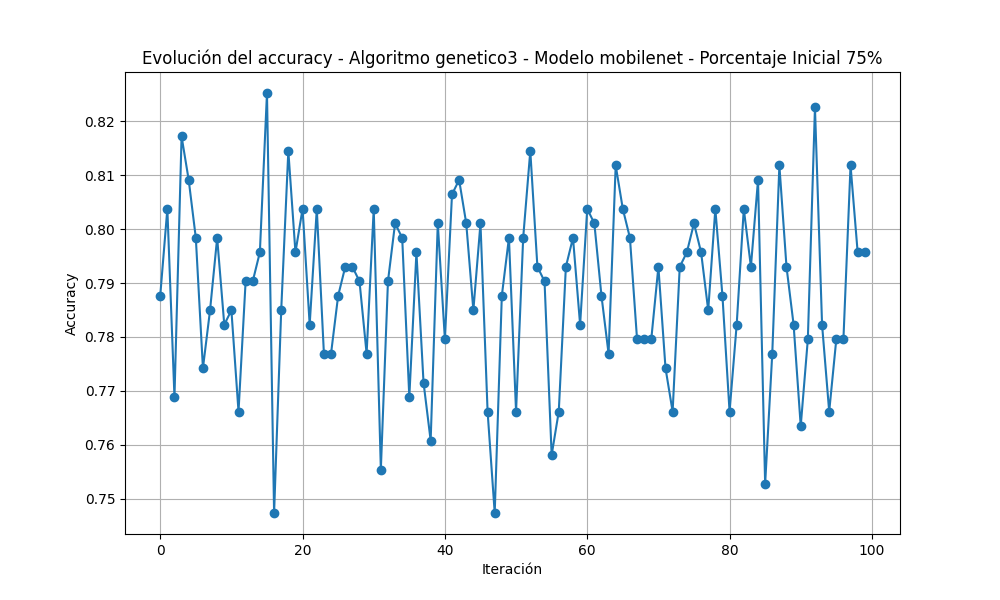 Evolución del accuracy - Algoritmo genetico3 - Modelo mobilenet - Porcentaje Inicial 75%
Accuracy
0.82
0.81
0.80
0.79
0.78
0.77
0.76
0.75
0 20 40 60 80 100
Iteración